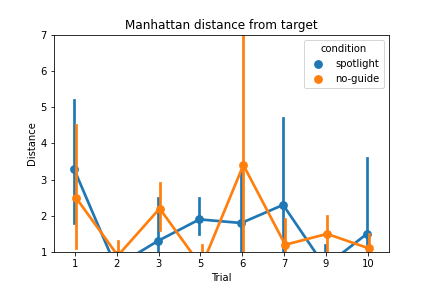 Manhattan distance from target
7
6
5
4
3
2
1
Distance
condition
spotlight
no-guide
1 2 3 5 6 7 9 10
Trial